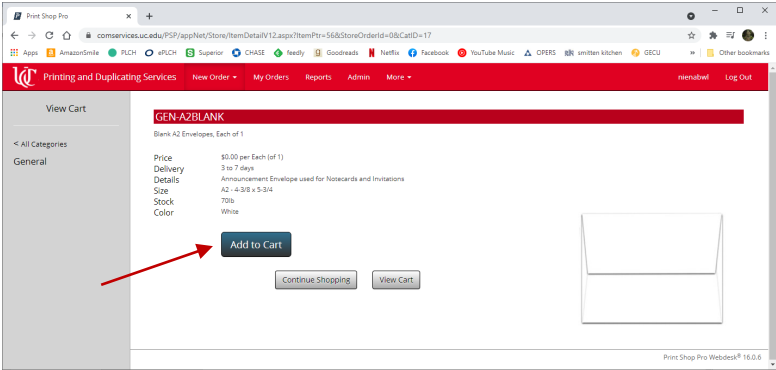 Print Shop Pro
comservices.uc.edu/PSP/appNet/Store/ItemDetailV12.aspx?ItemPtr=56&StoreOrderId=0&CatID=17
Apps AmazonSmile PLCH ePLCH Superior CHASE feedly Goodreads Netflix Facebook YouTube Music OPERS smitten kitchen GECU » Other bookmarks
UC Printing and Duplicating Services New Order My Orders Reports Admin More nienabwl Log Out
View Cart
< All Categories
General
GEN-A2BLANK
Blank A2 Envelopes, Each of 1
Price $0.00 per Each (of 1)
Delivery 3 to 7 days
Details Announcement Envelope used for Notecards and Invitations
Size A2 - 4-3/8 x 5-3/4
Stock 70lb
Color White
Add to Cart
Continue Shopping View Cart
Print Shop Pro Webdesk® 16.0.6